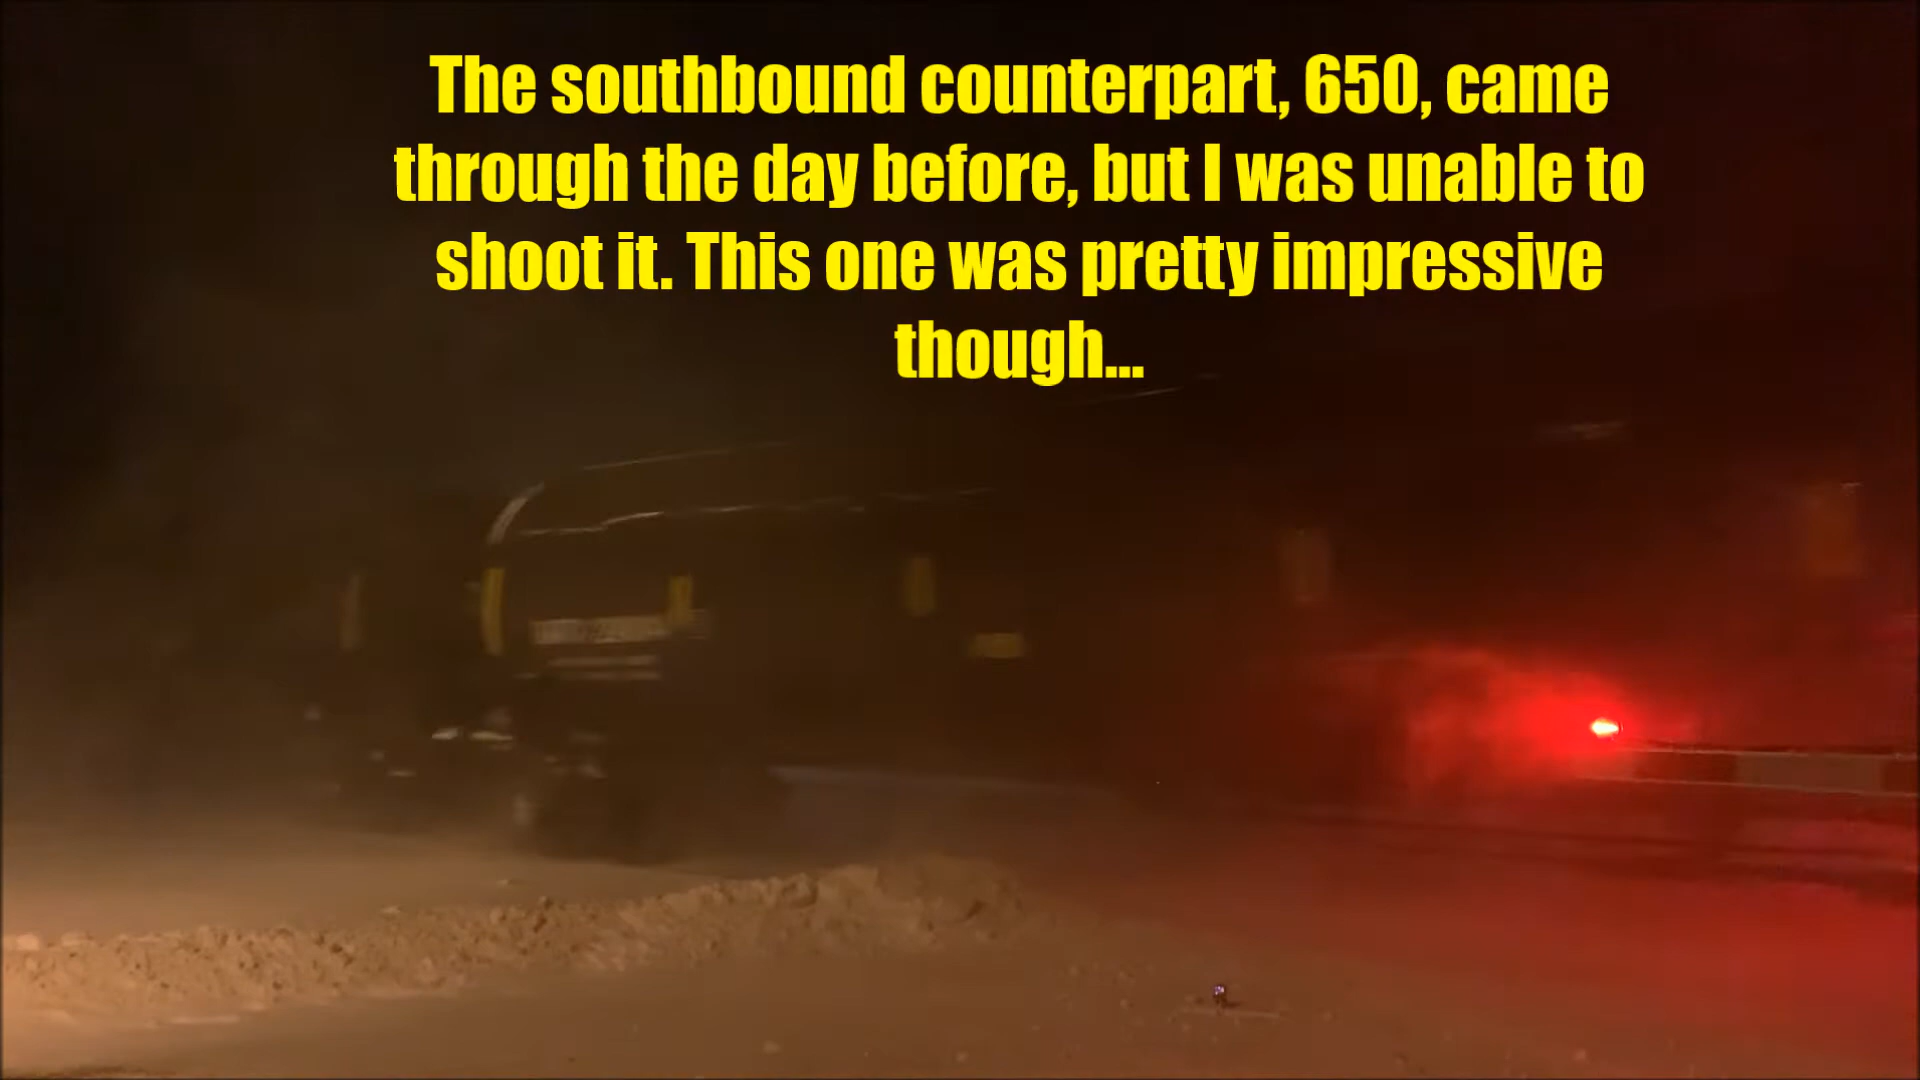 The southbound counterpart, 650, came
through the day before, but I was unable to
shoot it. This one was pretty impressive
though...